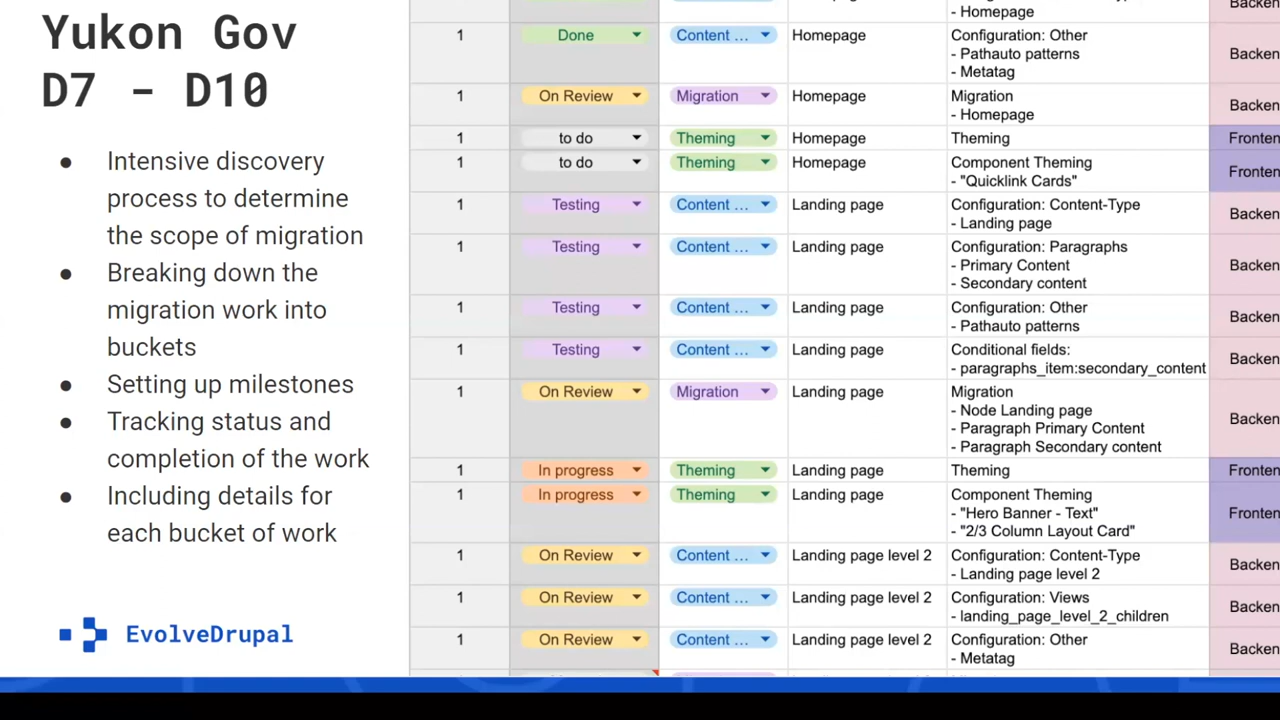 Yukon Gov
D7 - D10
● Intensive discovery
process to determine
the scope of migration
● Breaking down the
migration work into
buckets
● Setting up milestones
● Tracking status and
completion of the work
● Including details for
each bucket of work
EvolveDrupal
- Homepage
1 Done Content ... Homepage Configuration: Other Backen
- Pathauto patterns
- Metatag
1 On Review Migration Homepage Migration Backen
- Homepage
1 to do Theming Homepage Theming Fronten
1 to do Theming Homepage Component Theming Fronten
- "Quicklink Cards"
1 Testing Content ... Landing page Configuration: Content-Type Backen
- Landing page
1 Testing Content ... Landing page Configuration: Paragraphs Backen
- Primary Content
- Secondary content
1 Testing Content ... Landing page Configuration: Other Backen
- Pathauto patterns
1 Testing Content ... Landing page Conditional fields: Backen
- paragraphs_item:secondary_content
1 On Review Migration Landing page Migration Backen
- Node Landing page
- Paragraph Primary Content
- Paragraph Secondary content
1 In progress Theming Landing page Theming Fronten
1 In progress Theming Landing page Component Theming Fronten
- "Hero Banner - Text"
- "2/3 Column Layout Card"
1 On Review Content ... Landing page level 2 Configuration: Content-Type Backen
- Landing page level 2
1 On Review Content ... Landing page level 2 Configuration: Views Backen
- landing_page_level_2_children
1 On Review Content ... Landing page level 2 Configuration: Other Backen
- Metatag